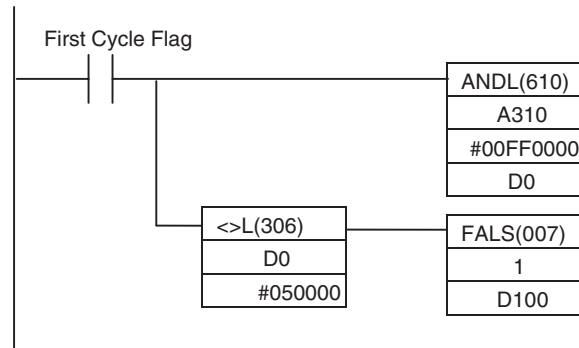 First Cycle Flag
ANDL(610)
A310
#00FF0000
D0
<>L(306)
D0
#050000
FALS(007)
1
D100